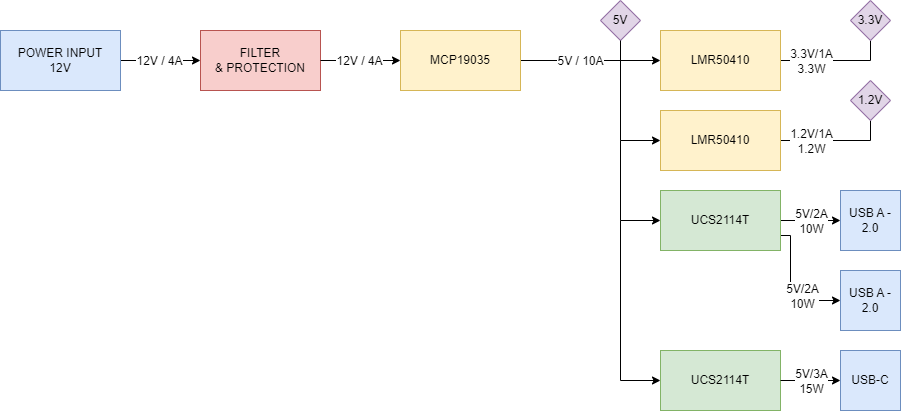 5V
3.3V
POWER INPUT
12V
12V / 4A
FILTER
& PROTECTION
12V / 4A
MCP19035
5V / 10A
LMR50410
3.3V/1A
3.3W
1.2V
LMR50410
1.2V/1A
1.2W
UCS2114T
5V/2A
10W
USB A -
2.0
5V/2A
10W
USB A -
2.0
UCS2114T
5V/3A
15W
USB-C